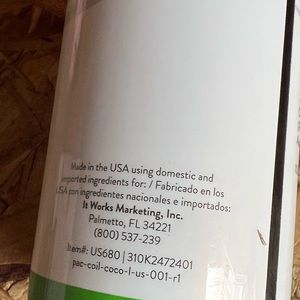 Made in the USA using domestic and
imported ingredients for: / Fabricado en los
USA con ingredientes nacionales e importados:
It Works Marketing, Inc.
Palmetto, FL 34221
(800) 537-239
Item#: US680 | 310K2472401
pac-coil-coco-l-us-001-r1